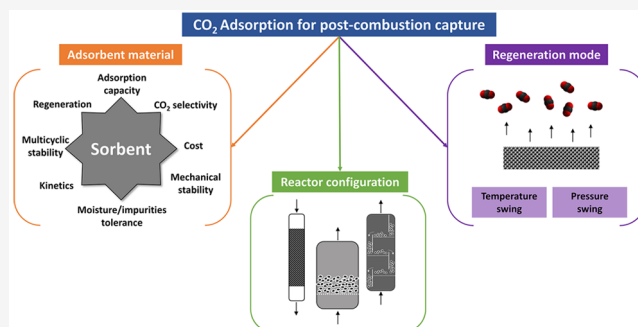 CO₂ Adsorption for post-combustion capture
Adsorbent material
Adsorption
capacity
Regeneration
CO₂ selectivity
Multicyclic
stability
Sorbent
Cost
Kinetics
Mechanical
stability
Moisture/impurities
tolerance
Reactor configuration
Regeneration mode
Temperature
swing
Pressure
swing